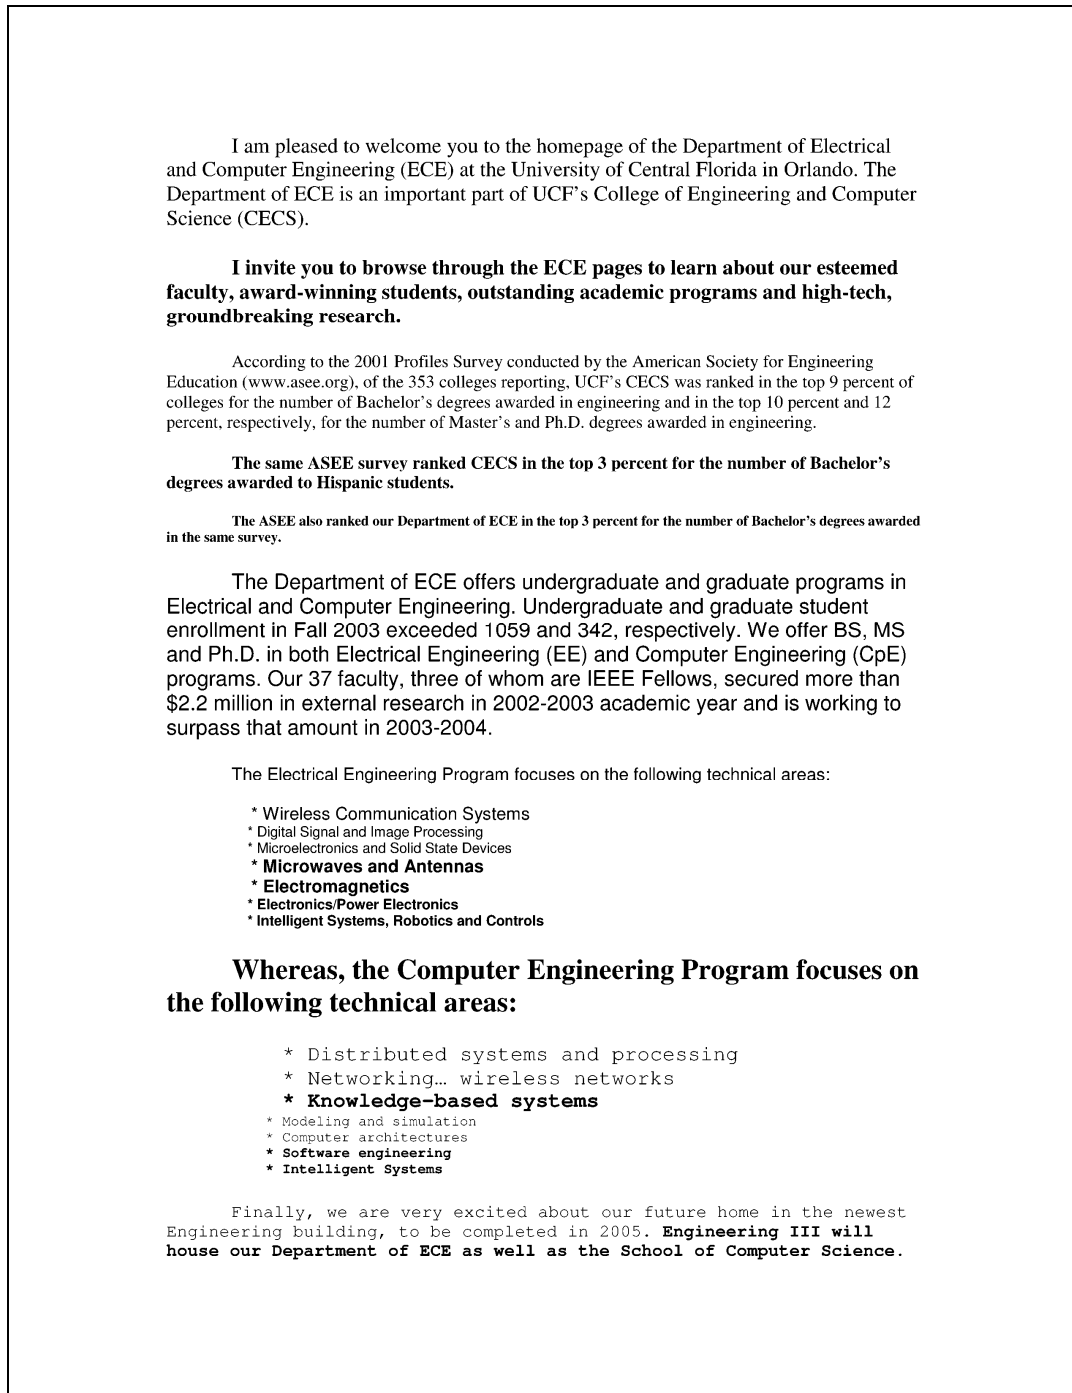 I am pleased to welcome you to the homepage of the Department of Electrical
and Computer Engineering (ECE) at the University of Central Florida in Orlando. The
Department of ECE is an important part of UCF's College of Engineering and Computer
Science (CECS).
I invite you to browse through the ECE pages to learn about our esteemed
faculty, award-winning students, outstanding academic programs and high-tech,
groundbreaking research.
According to the 2001 Profiles Survey conducted by the American Society for Engineering
Education (www.asee.org), of the 353 colleges reporting, UCF's CECS was ranked in the top 9 percent of
colleges for the number of Bachelor's degrees awarded in engineering and in the top 10 percent and 12
percent, respectively, for the number of Master's and Ph.D. degrees awarded in engineering.
The same ASEE survey ranked CECS in the top 3 percent for the number of Bachelor's
degrees awarded to Hispanic students.
The ASEE also ranked our Department of ECE in the top 3 percent for the number of Bachelor's degrees awarded
in the same survey.
The Department of ECE offers undergraduate and graduate programs in
Electrical and Computer Engineering. Undergraduate and graduate student
enrollment in Fall 2003 exceeded 1059 and 342, respectively. We offer BS, MS
and Ph.D. in both Electrical Engineering (EE) and Computer Engineering (CpE)
programs. Our 37 faculty, three of whom are IEEE Fellows, secured more than
$2.2 million in external research in 2002-2003 academic year and is working to
surpass that amount in 2003-2004.
The Electrical Engineering Program focuses on the following technical areas:
* Wireless Communication Systems
* Digital Signal and Image Processing
* Microelectronics and Solid State Devices
* Microwaves and Antennas
* Electromagnetics
* Electronics/Power Electronics
* Intelligent Systems, Robotics and Controls
Whereas, the Computer Engineering Program focuses on
the following technical areas:
* Distributed systems and processing
* Networking… wireless networks
* Knowledge-based systems
* Modeling and simulation
* Computer architectures
* Software engineering
* Intelligent Systems
Finally, we are very excited about our future home in the newest
Engineering building, to be completed in 2005. Engineering III will
house our Department of ECE as well as the School of Computer Science.